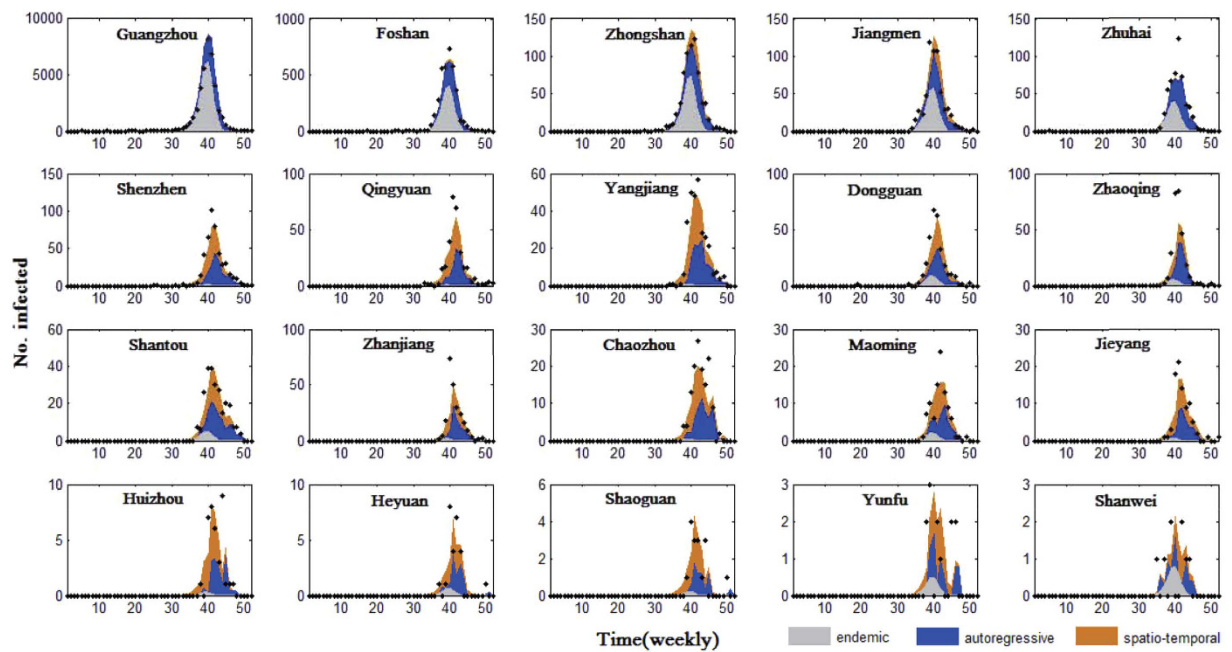 No. infected
Guangzhou
10000
5000
0
10 20 30 40 50
Foshan
1000
500
0
10 20 30 40 50
Zhongshan
150
100
50
0
10 20 30 40 50
Jiangmen
150
100
50
0
10 20 30 40 50
Zhuhai
150
100
50
0
10 20 30 40 50
Shenzhen
150
100
50
0
10 20 30 40 50
Qingyuan
100
50
0
10 20 30 40 50
Yangjiang
60
40
20
0
10 20 30 40 50
Dongguan
100
50
0
10 20 30 40 50
Zhaoqing
100
50
0
10 20 30 40 50
Shantou
60
40
20
0
10 20 30 40 50
Zhanjiang
100
50
0
10 20 30 40 50
Chaozhou
30
20
10
0
10 20 30 40 50
Maoming
30
20
10
0
10 20 30 40 50
Jieyang
30
20
10
0
10 20 30 40 50
Huizhou
10
5
0
10 20 30 40 50
Heyuan
10
5
0
10 20 30 40 50
Shaoguan
6
4
2
0
10 20 30 40 50
Yunfu
3
2
1
0
10 20 30 40 50
Shanwei
3
2
1
0
10 20 30 40 50
Time(weekly)
endemic autoregressive spatio-temporal